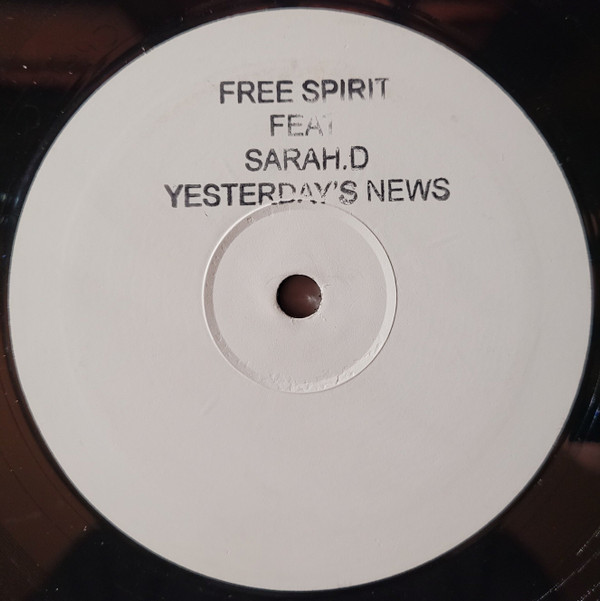 FREE SPIRIT
FEAT
SARAH.D
YESTERDAY'S NEWS